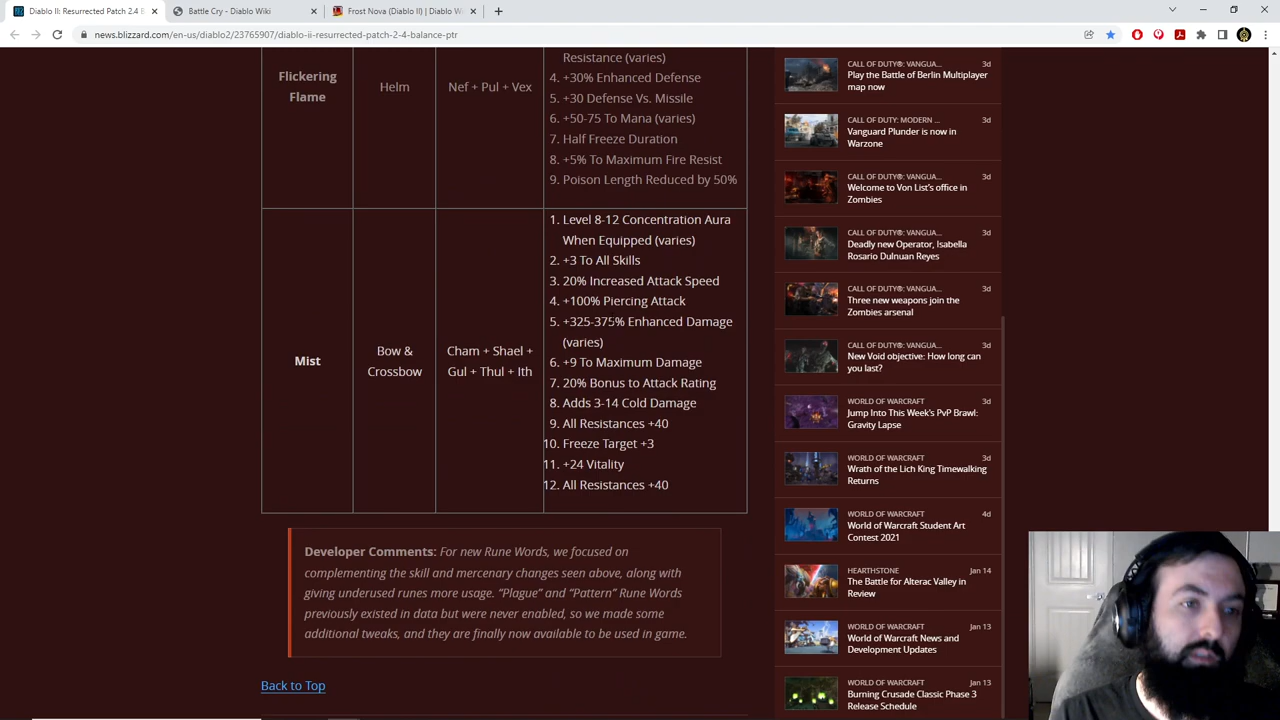 Diablo II: Resurrected Patch 2.4 B
Battle Cry - Diablo Wiki
Frost Nova (Diablo II) | Diablo W
news.blizzard.com/en-us/diablo2/23765907/diablo-ii-resurrected-patch-2-4-balance-ptr
Flickering
Flame
Helm
Nef + Pul + Vex
Resistance (varies)
4. +30% Enhanced Defense
5. +30 Defense Vs. Missile
6. +50-75 To Mana (varies)
7. Half Freeze Duration
8. +5% To Maximum Fire Resist
9. Poison Length Reduced by 50%
Mist
Bow &
Crossbow
Cham + Shael +
Gul + Thul + Ith
1. Level 8-12 Concentration Aura
When Equipped (varies)
2. +3 To All Skills
3. 20% Increased Attack Speed
4. +100% Piercing Attack
5. +325-375% Enhanced Damage
(varies)
6. +9 To Maximum Damage
7. 20% Bonus to Attack Rating
8. Adds 3-14 Cold Damage
9. All Resistances +40
10. Freeze Target +3
11. +24 Vitality
12. All Resistances +40
Developer Comments: For new Rune Words, we focused on
complementing the skill and mercenary changes seen above, along with
giving underused runes more usage. “Plague” and “Pattern” Rune Words
previously existed in data but were never enabled, so we made some
additional tweaks, and they are finally now available to be used in game.
Back to Top
CALL OF DUTY®: VANGUA... 3d
Play the Battle of Berlin Multiplayer
map now
CALL OF DUTY: MODERN ... 3d
Vanguard Plunder is now in
Warzone
CALL OF DUTY®: VANGUA... 3d
Welcome to Von List's office in
Zombies
CALL OF DUTY®: VANGUA... 3d
Deadly new Operator, Isabella
Rosario Dulnuan Reyes
CALL OF DUTY®: VANGUA... 3d
Three new weapons join the
Zombies arsenal
CALL OF DUTY®: VANGUA... 3d
New Void objective: How long can
you last?
WORLD OF WARCRAFT 3d
Jump Into This Week's PvP Brawl:
Gravity Lapse
WORLD OF WARCRAFT 3d
Wrath of the Lich King Timewalking
Returns
WORLD OF WARCRAFT 4d
World of Warcraft Student Art
Contest 2021
HEARTHSTONE Jan 14
The Battle for Alterac Valley in
Review
WORLD OF WARCRAFT Jan 13
World of Warcraft News and
Development Updates
WORLD OF WARCRAFT Jan 13
Burning Crusade Classic Phase 3
Release Schedule